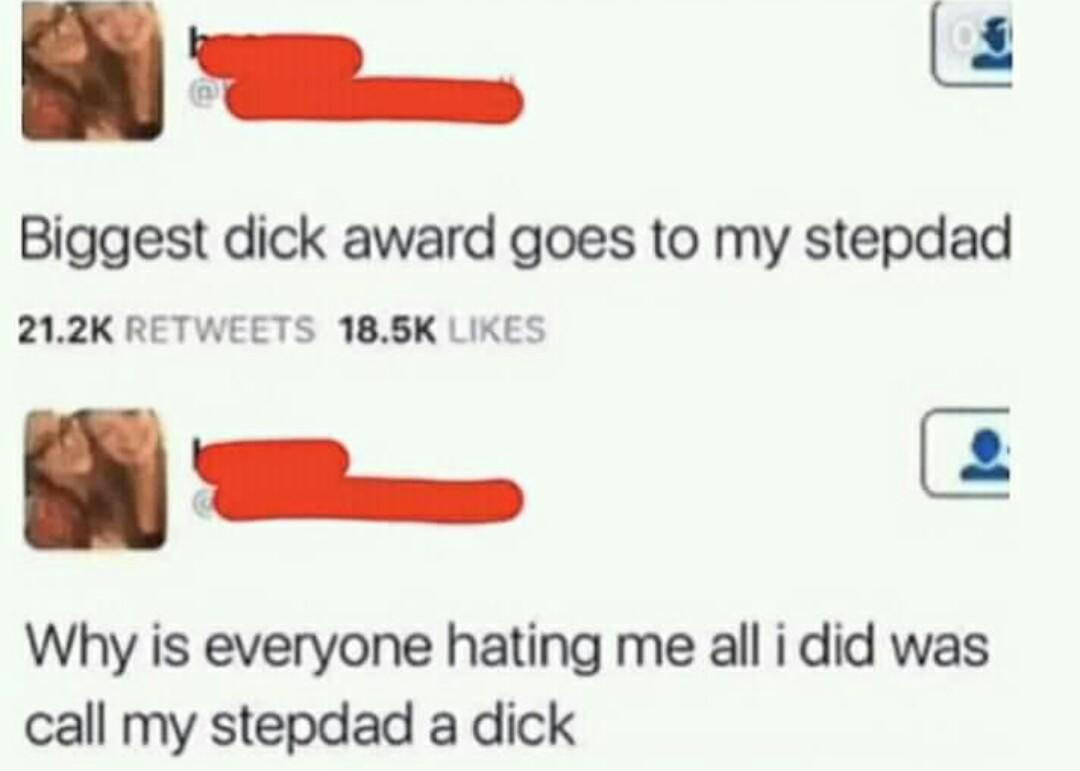 Biggest dick award goes to my stepdad
21.2K RETWEETS 18.5K LIKES
Why is everyone hating me all i did was
call my stepdad a dick